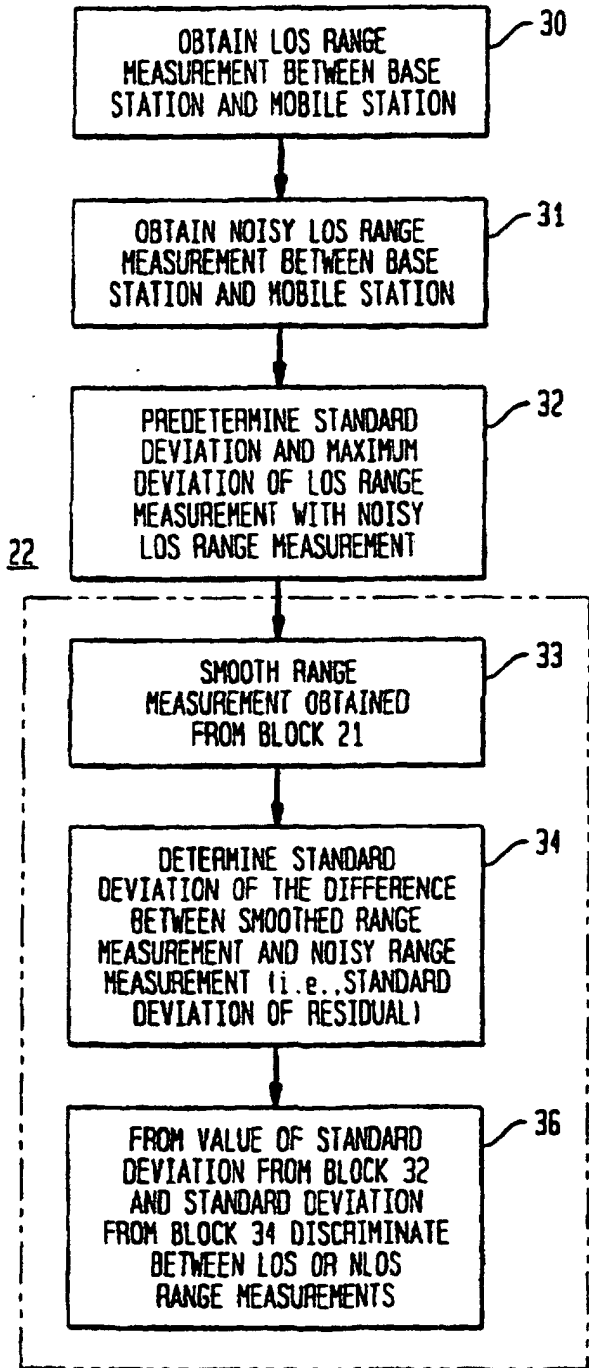 OBTAIN LOS RANGE
MEASUREMENT BETWEEN BASE
STATION AND MOBILE STATION
30
OBTAIN NOISY LOS RANGE
MEASUREMENT BETWEEN BASE
STATION AND MOBILE STATION
31
PREDETERMINE STANDARD
DEVIATION AND MAXIMUM
DEVIATION OF LOS RANGE
MEASUREMENT WITH NOISY
LOS RANGE MEASUREMENT
32
22
SMOOTH RANGE
MEASUREMENT OBTAINED
FROM BLOCK 21
33
DETERMINE STANDARD
DEVIATION OF THE DIFFERENCE
BETWEEN SMOOTHED RANGE
MEASUREMENT AND NOISY RANGE
MEASUREMENT (i.e.,STANDARD
DEVIATION OF RESIDUAL)
34
FROM VALUE OF STANDARD
DEVIATION FROM BLOCK 32
AND STANDARD DEVIATION
FROM BLOCK 34 DISCRIMINATE
BETWEEN LOS OR NLOS
RANGE MEASUREMENTS
36